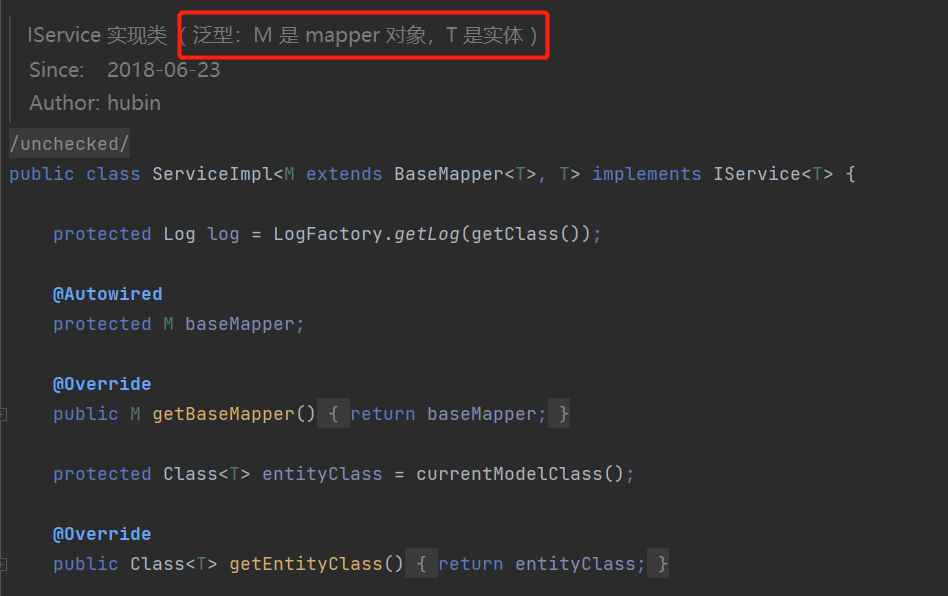 IService 实现类 ( 泛型：M 是 mapper 对象，T 是实体 )
Since: 2018-06-23
Author: hubin
/unchecked/
public class ServiceImpl<M extends BaseMapper<T>, T> implements IService<T> {
protected Log log = LogFactory.getLog(getClass());
@Autowired
protected M baseMapper;
@Override
public M getBaseMapper() { return baseMapper; }
protected Class<T> entityClass = currentModelClass();
@Override
public Class<T> getEntityClass() { return entityClass; }